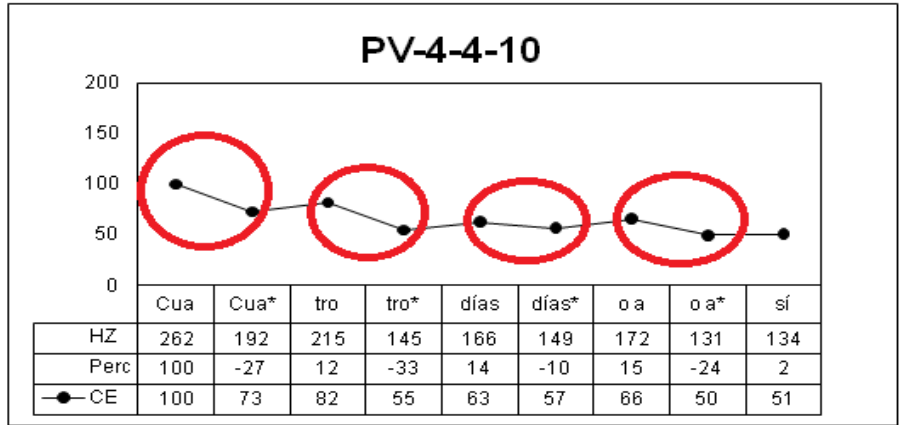 PV-4-4-10
200
150
100
50
0
Cua Cua* tro tro* días días* o a o a* sí
HZ 262 192 215 145 166 149 172 131 134
Perc 100 -27 12 -33 14 -10 15 -24 2
CE 100 73 82 55 63 57 66 50 51